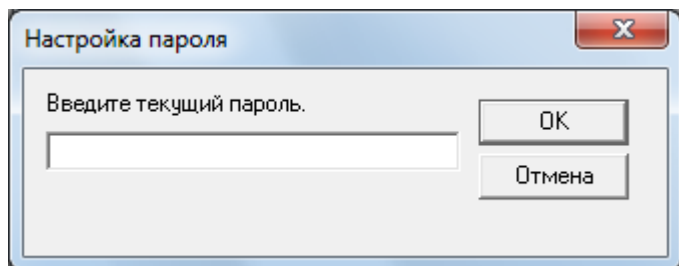 Настройка пароля
Введите текущий пароль.
OK
Отмена